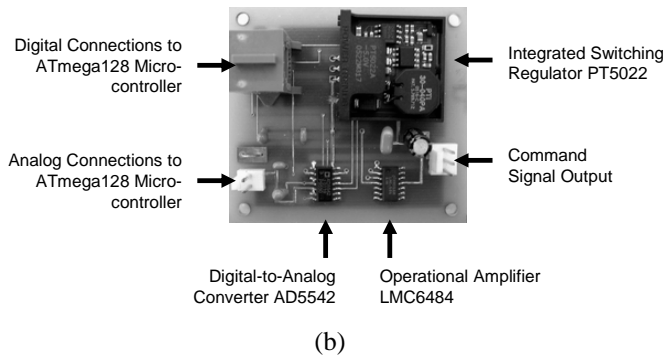 Digital Connections to
ATmega128 Micro-
controller
Integrated Switching
Regulator PT5022
Analog Connections to
ATmega128 Micro-
controller
Command
Signal Output
Digital-to-Analog
Converter AD5542
Operational Amplifier
LMC6484
(b)